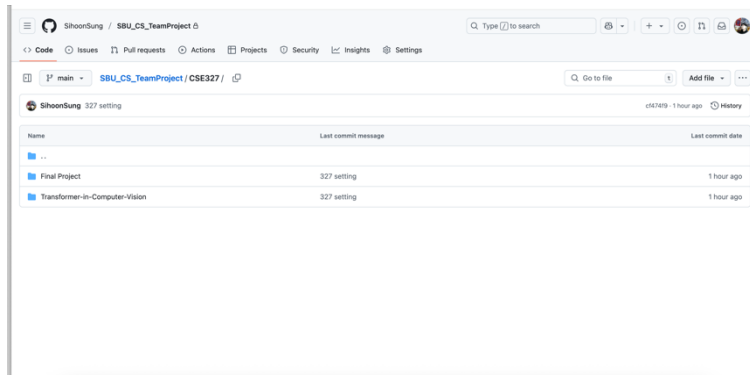 SihoonSung / SBU_CS_TeamProject
Type / to search
<> Code Issues Pull requests Actions Projects Security Insights Settings
main SBU_CS_TeamProject / CSE327 / Go to file t Add file
SihoonSung 327 setting cf474f9 · 1 hour ago History
Name Last commit message Last commit date
..
Final Project 327 setting 1 hour ago
Transformer-in-Computer-Vision 327 setting 1 hour ago